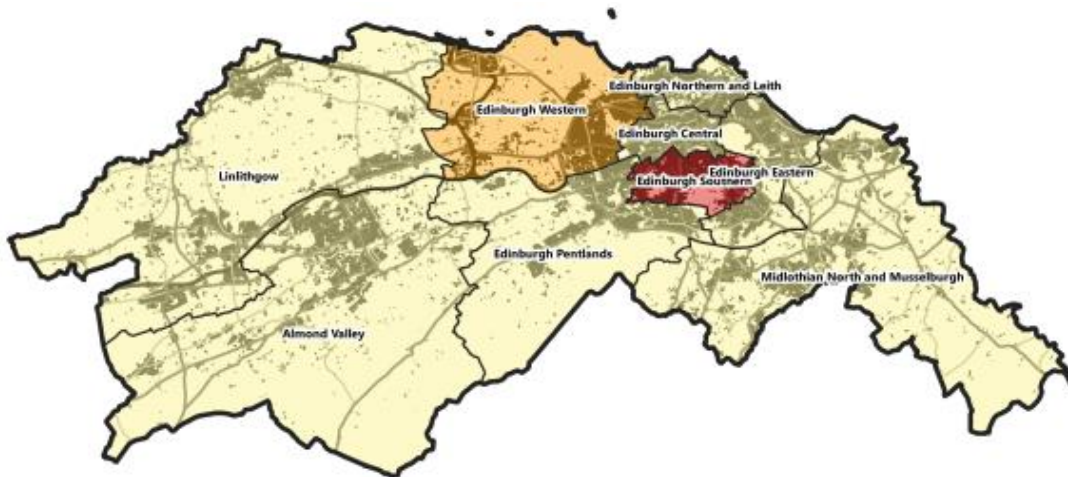 Edinburgh Northern and Leith
Edinburgh Western
Edinburgh Central
Linlithgow
Edinburgh Eastern
Edinburgh Southern
Edinburgh Pentlands
Midlothian North and Musselburgh
Almond Valley